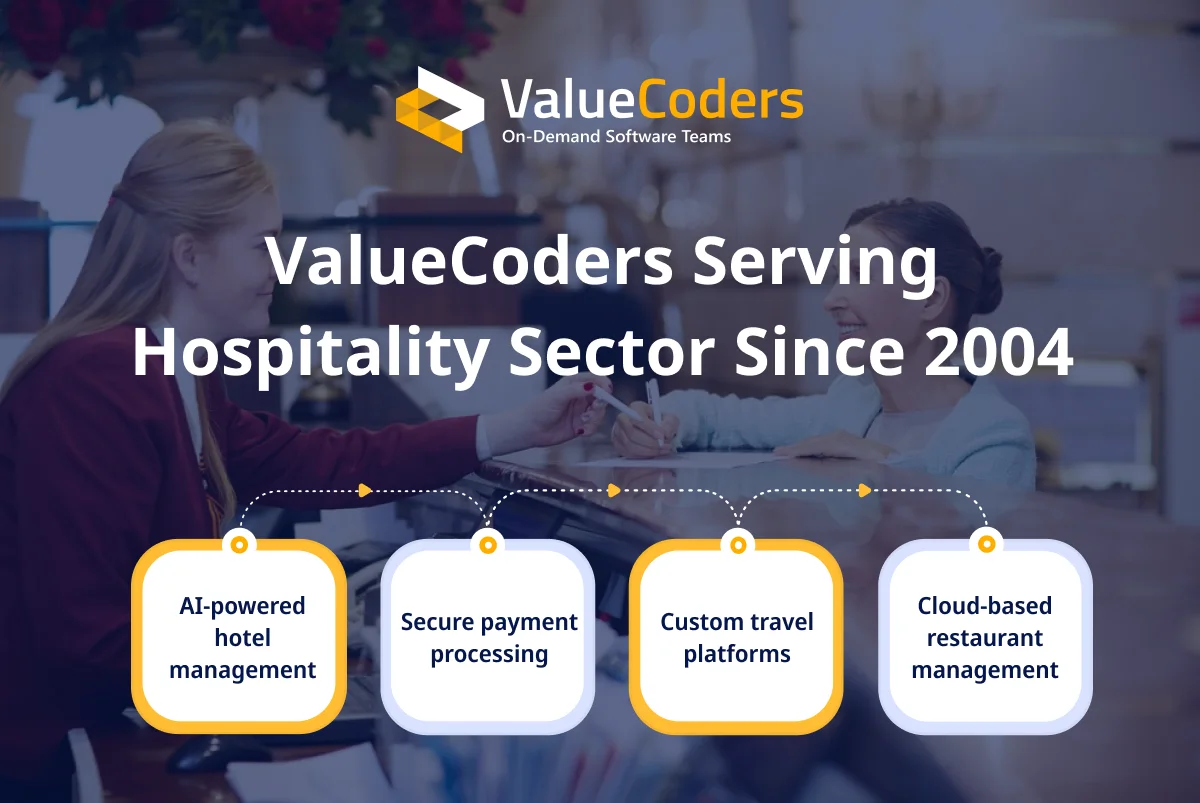 ValueCoders
On-Demand Software Teams
ValueCoders Serving
Hospitality Sector Since 2004
AI-powered
hotel
management
Secure payment
processing
Custom travel
platforms
Cloud-based
restaurant
management